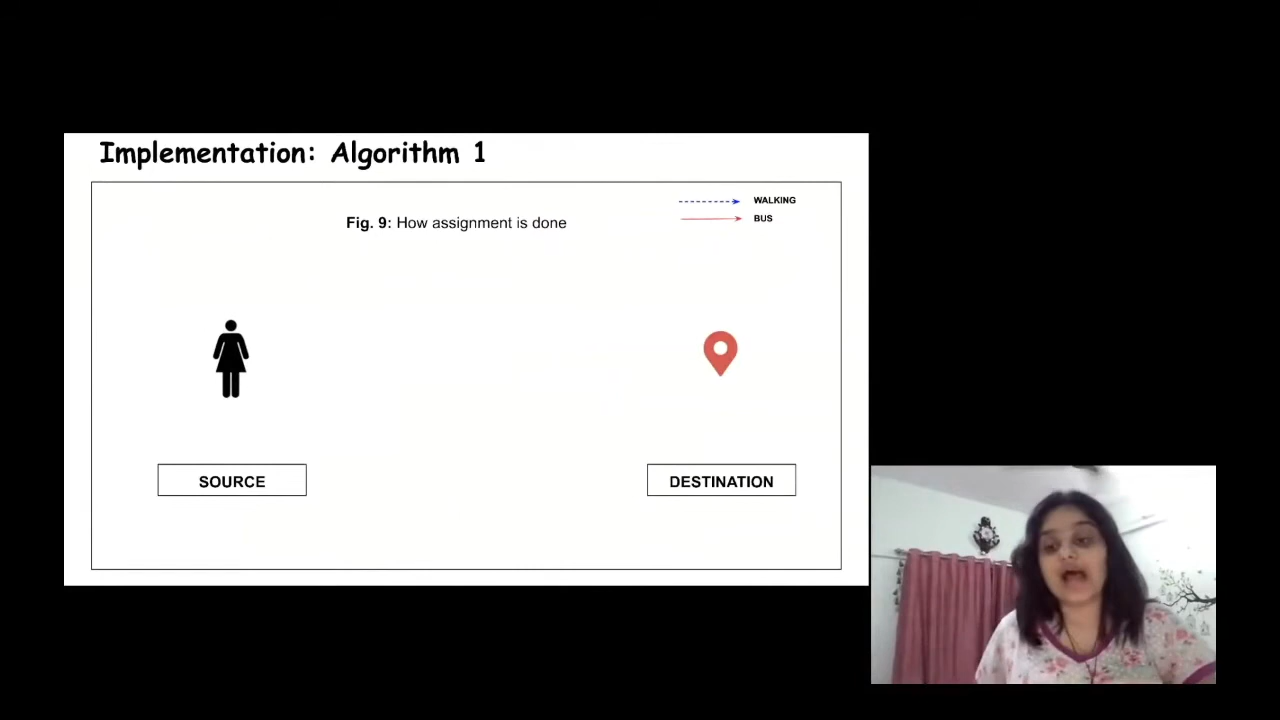 Implementation: Algorithm 1
WALKING
Fig. 9: How assignment is done
BUS
SOURCE
DESTINATION